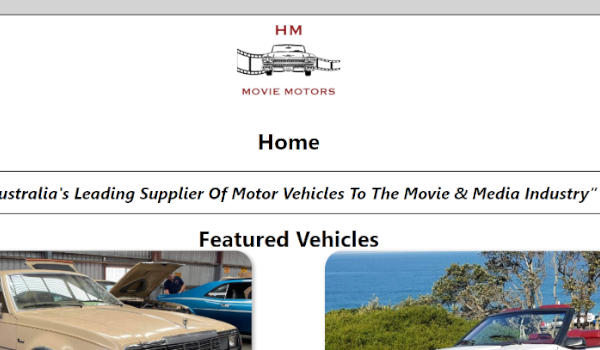 HM
MOVIE MOTORS
Home
ustralia's Leading Supplier Of Motor Vehicles To The Movie & Media Industry"
Featured Vehicles